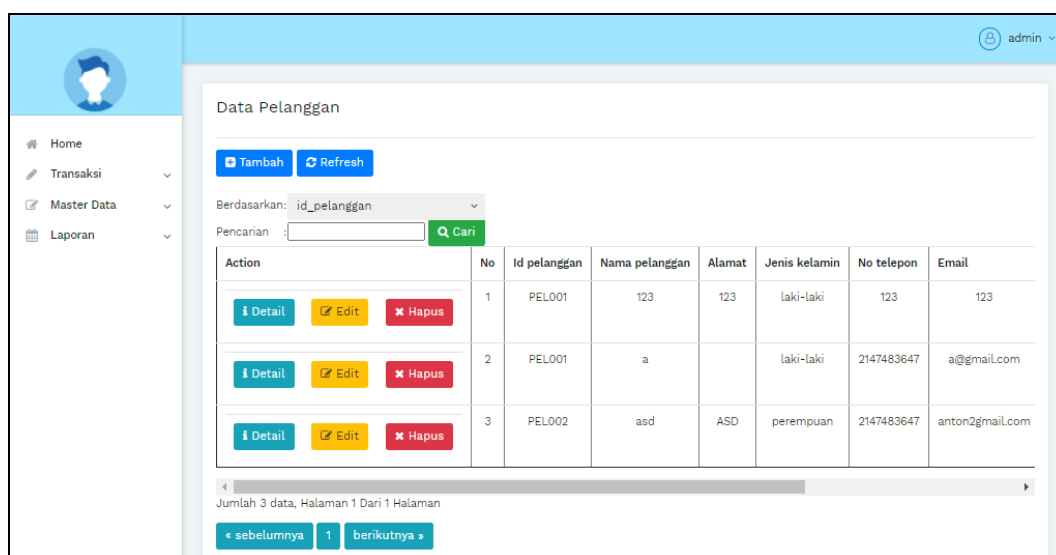 admin
Home
Transaksi
Master Data
Laporan
Data Pelanggan
Tambah Refresh
Berdasarkan: id_pelanggan
Pencarian : Cari
Action No Id pelanggan Nama pelanggan Alamat Jenis kelamin No telepon Email
Detail Edit Hapus 1 PEL001 123 123 laki-laki 123 123
Detail Edit Hapus 2 PEL001 a laki-laki 2147483647 a@gmail.com
Detail Edit Hapus 3 PEL002 asd ASD perempuan 2147483647 anton2gmail.com
Jumlah 3 data, Halaman 1 Dari 1 Halaman
« sebelumnya 1 berikutnya »